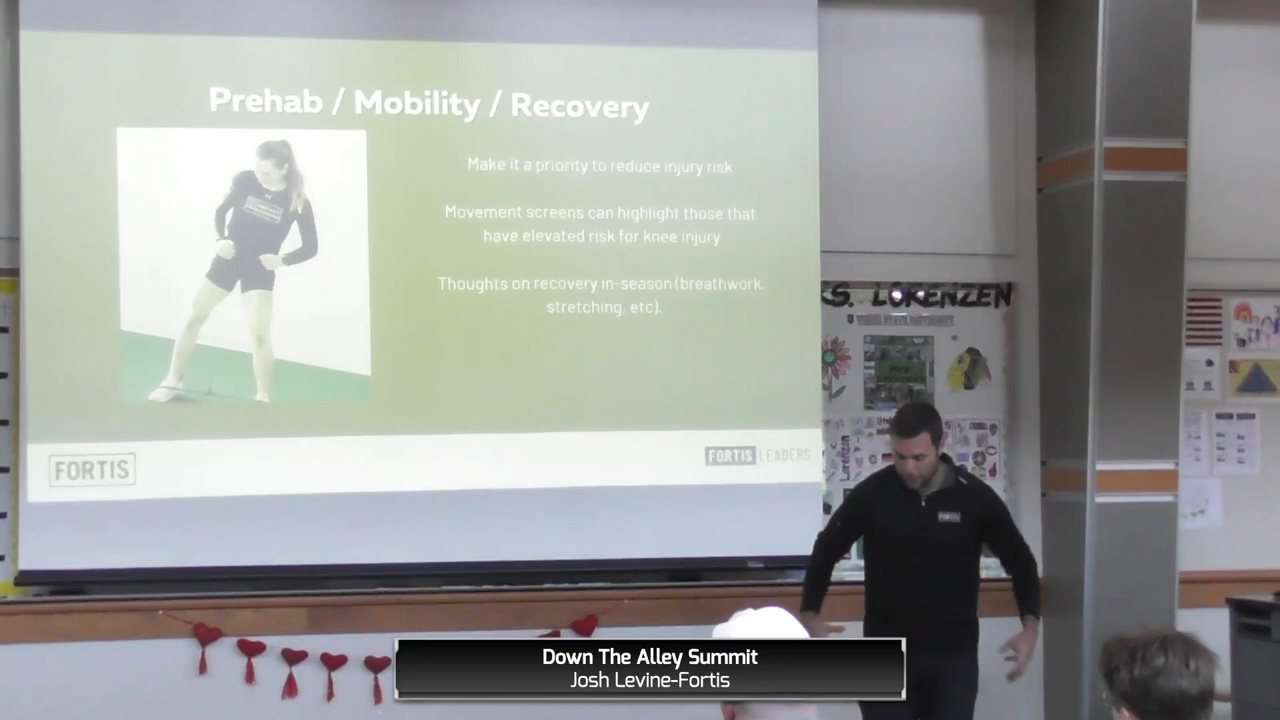 Prehab / Mobility / Recovery
Make it a priority to reduce injury risk
Movement screens can highlight those that
have elevated risk for knee injury
Thoughts on recovery in-season (breathwork,
stretching, etc).
FORTIS
FORTIS LEADERS
S. LORENZEN
FORTIS
Down The Alley Summit
Josh Levine-Fortis